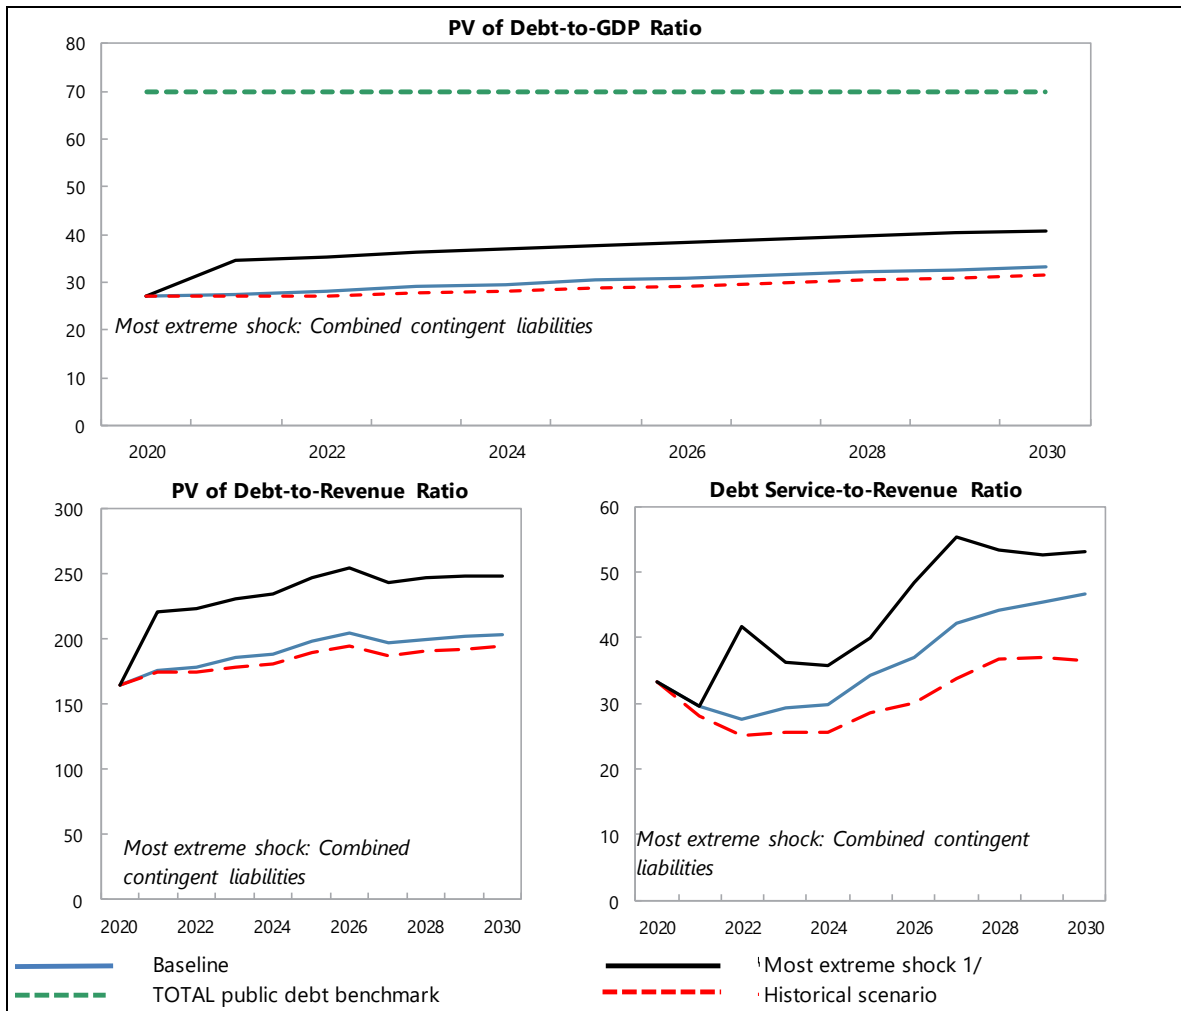 PV of Debt-to-GDP Ratio
80
70
60
50
40
30
20
10
0
Most extreme shock: Combined contingent liabilities
2020 2022 2024 2026 2028 2030
PV of Debt-to-Revenue Ratio
300
250
200
150
100
50
0
Most extreme shock: Combined
contingent liabilities
2020 2022 2024 2026 2028 2030
Debt Service-to-Revenue Ratio
60
50
40
30
20
10
0
Most extreme shock: Combined contingent
liabilities
2020 2022 2024 2026 2028 2030
Baseline
Most extreme shock 1/
TOTAL public debt benchmark
Historical scenario